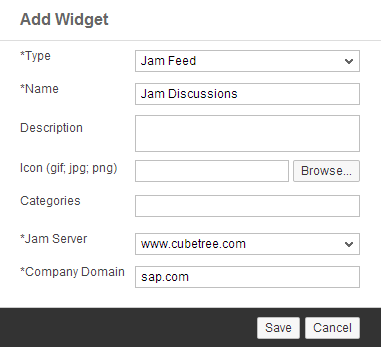 Add Widget
*Type Jam Feed
*Name Jam Discussions
Description
Icon (gif; jpg; png) Browse...
Categories
*Jam Server www.cubetree.com
*Company Domain sap.com
Save Cancel